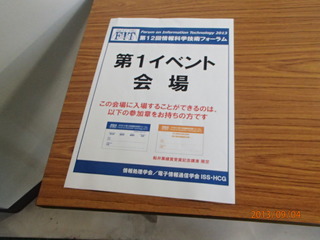 FIT
Forum on Information Technology 2013
第12回情報科学技術フォーラム
第1イベント
会場
この会場に入場することができるのは、
以下の参加章をお持ちの方です
情報処理学会/電子情報通信学会 ISS・HCG
2013/09/04